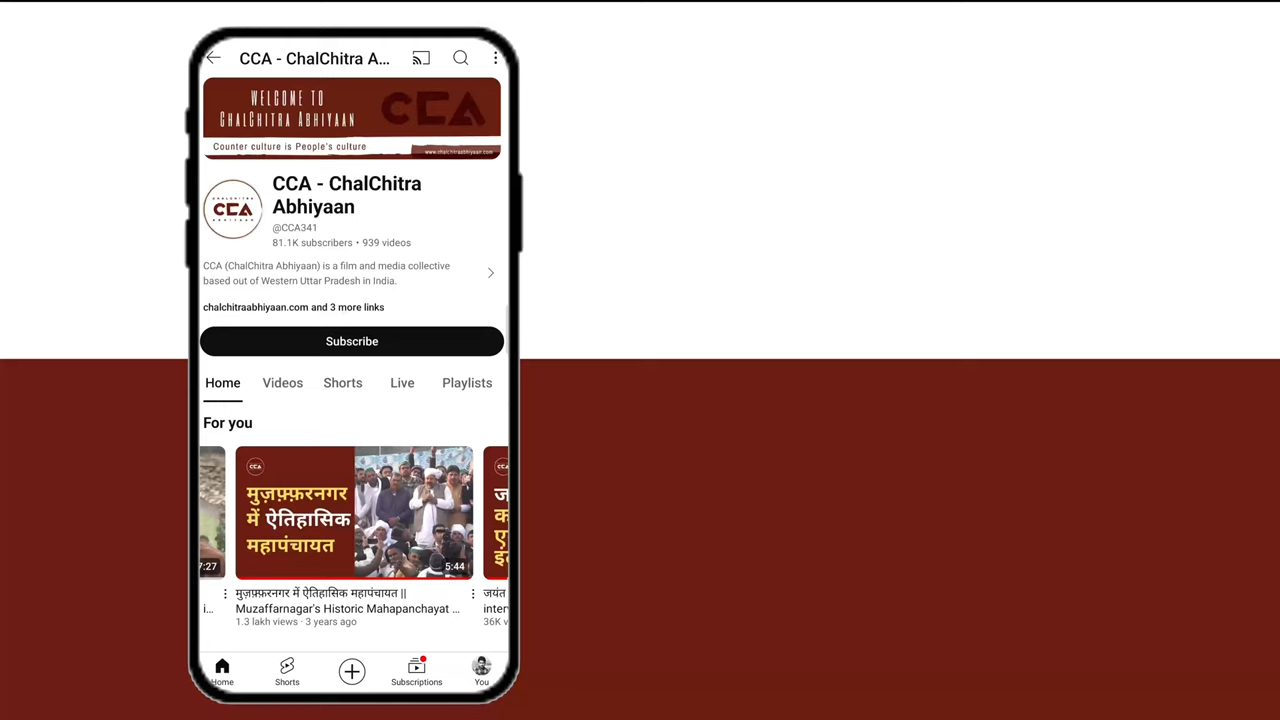 CCA - ChalChitra A...
WELCOME TO
CHALCHITRA ABHIYAAN
CCA
Counter culture is People's culture
www.chalchitraabhiyaan.com
CHALCHITRA
CCA
ABHIYAAN
CCA - ChalChitra
Abhiyaan
@CCA341
81.1K subscribers • 939 videos
CCA (ChalChitra Abhiyaan) is a film and media collective
based out of Western Uttar Pradesh in India.
chalchitraabhiyaan.com and 3 more links
Subscribe
Home Videos Shorts Live Playlists
For you
7:27
CCA
मुज़फ़्फ़रनगर
में ऐतिहासिक
महापंचायत
5:44
i...
मुज़फ़्फ़रनगर में ऐतिहासिक महापंचायत ||
Muzaffarnagar's Historic Mahapanchayat ...
1.3 lakh views · 3 years ago
जयंत
inter
36K v
Home Shorts Subscriptions You